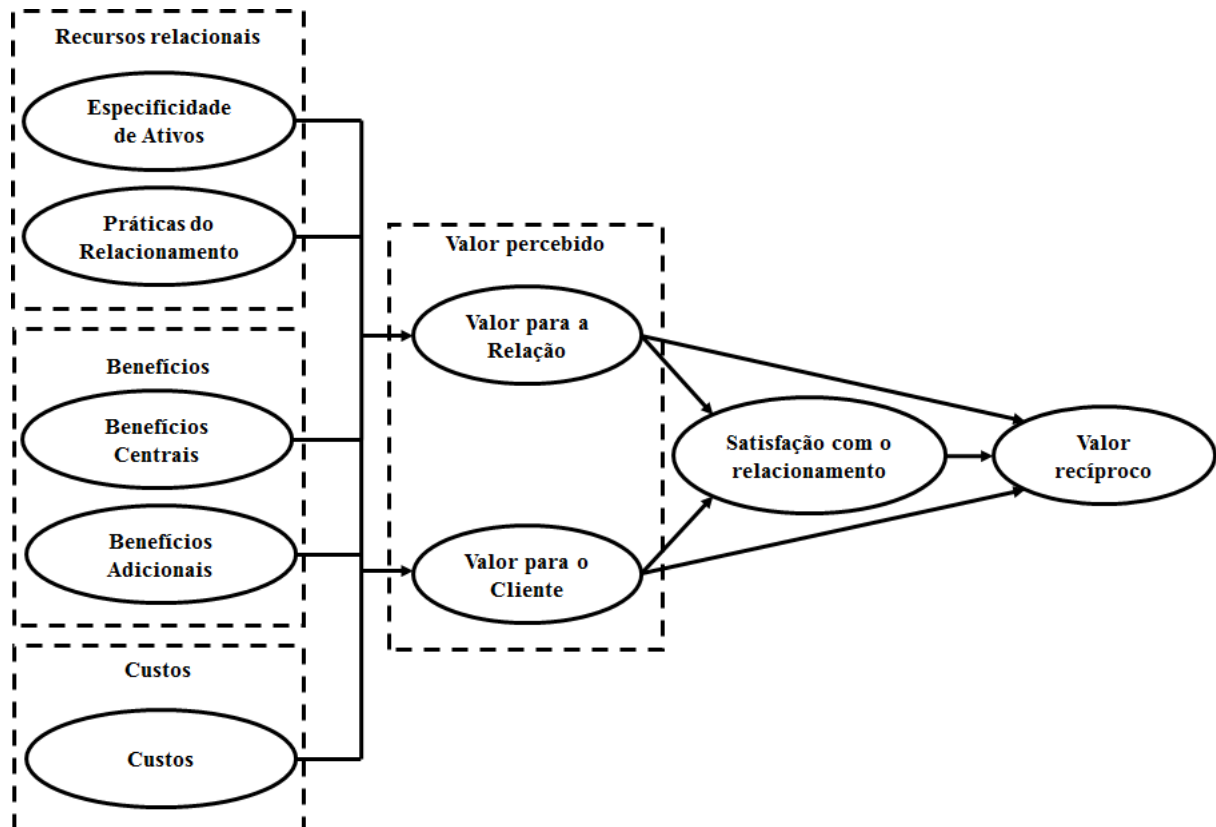 Recursos relacionais
Especificidade
de Ativos
Práticas do
Relacionamento
Benefícios
Benefícios
Centrais
Benefícios
Adicionais
Custos
Custos
Valor percebido
Valor para a
Relação
Valor para o
Cliente
Satisfação com o
relacionamento
Valor
recíproco